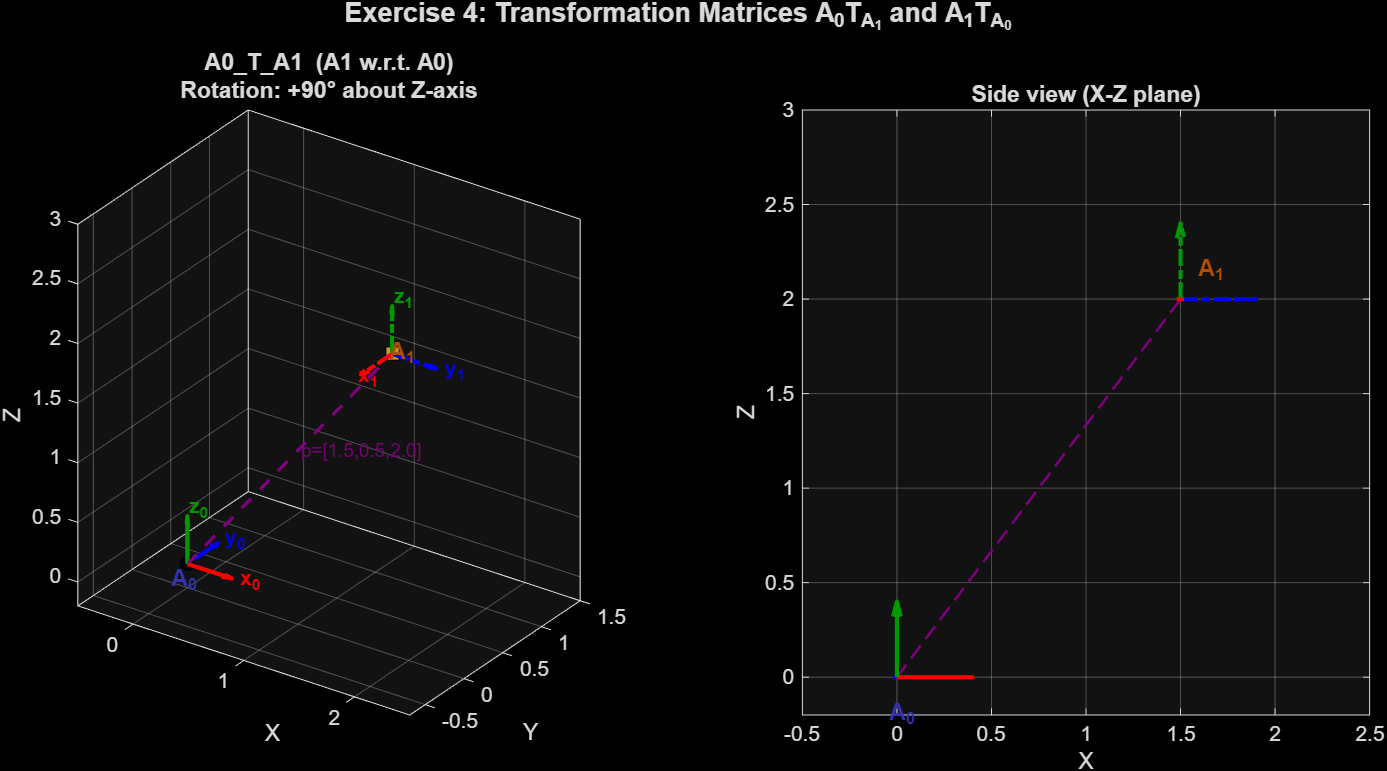 Exercise 4: Transformation Matrices A₀T_A₁ and A₁T_A₀
A0_T_A1 (A1 w.r.t. A0)
Rotation: +90° about Z-axis
3
2.5
2
1.5
1
0.5
0
Z
z₁
A₁
x₁
y₁
p=[1.5,0.5,2.0]
z₀
y₀
A₀
x₀
0
1
2
X
-0.5
0
0.5
1
1.5
Y
Side view (X-Z plane)
3
2.5
2
1.5
1
0.5
0
Z
A₁
A₀
-0.5
0
0.5
1
1.5
2
2.5
X